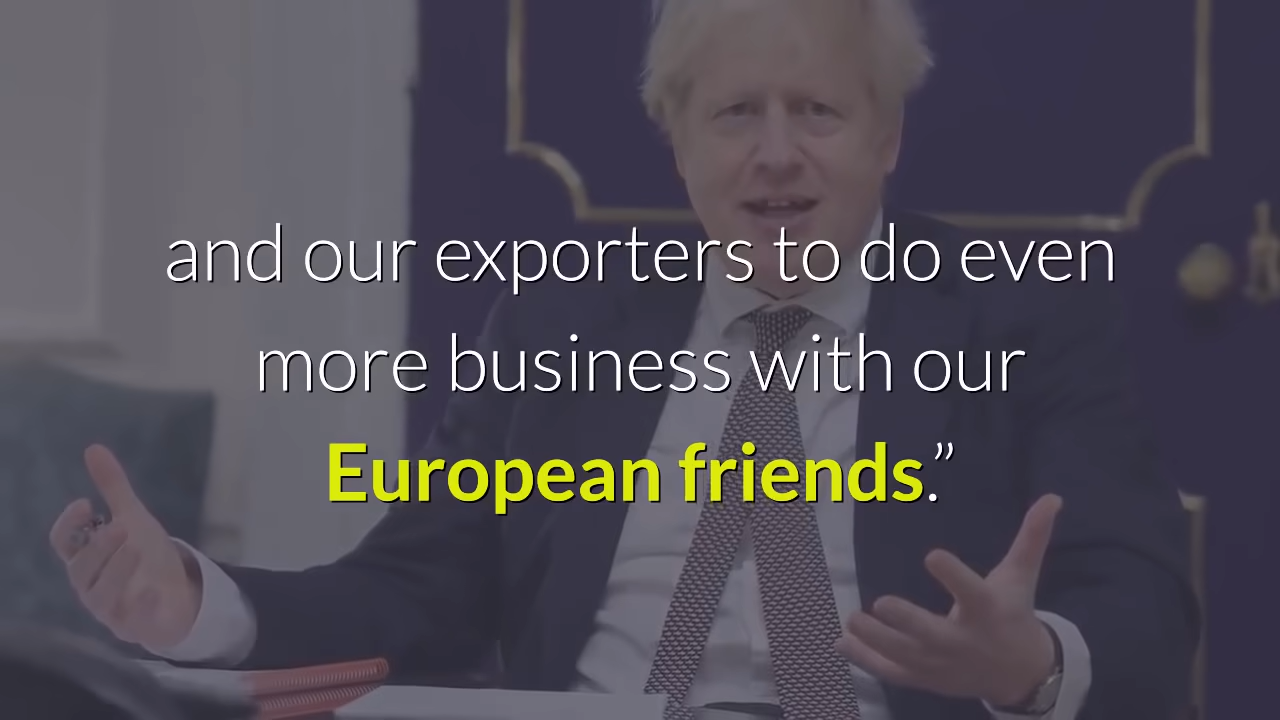 and our exporters to do even
more business with our
European friends.”